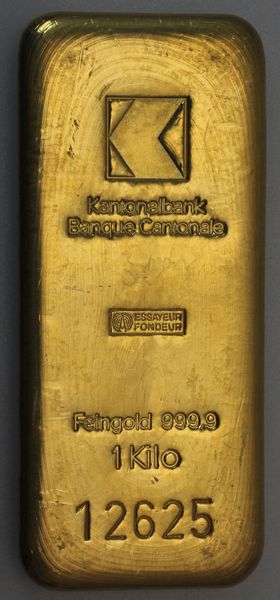 Kantonalbank
Banque Cantonale
ESSAYEUR
FONDEUR
Feingold 999,9
1 Kilo
12625